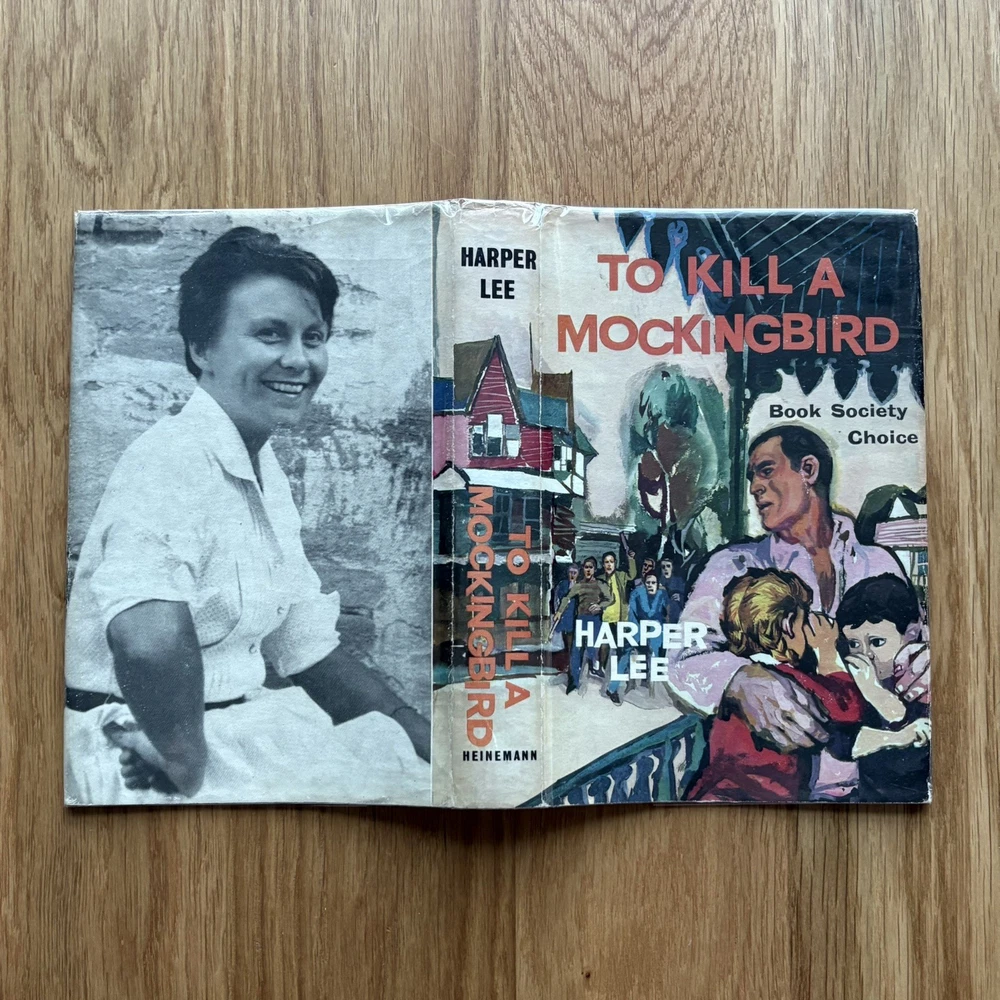 HARPER
LEE
TO KILL A
MOCKINGBIRD
HEINEMANN
TO KILL A
MOCKINGBIRD
Book Society
Choice
HARPER
LEE